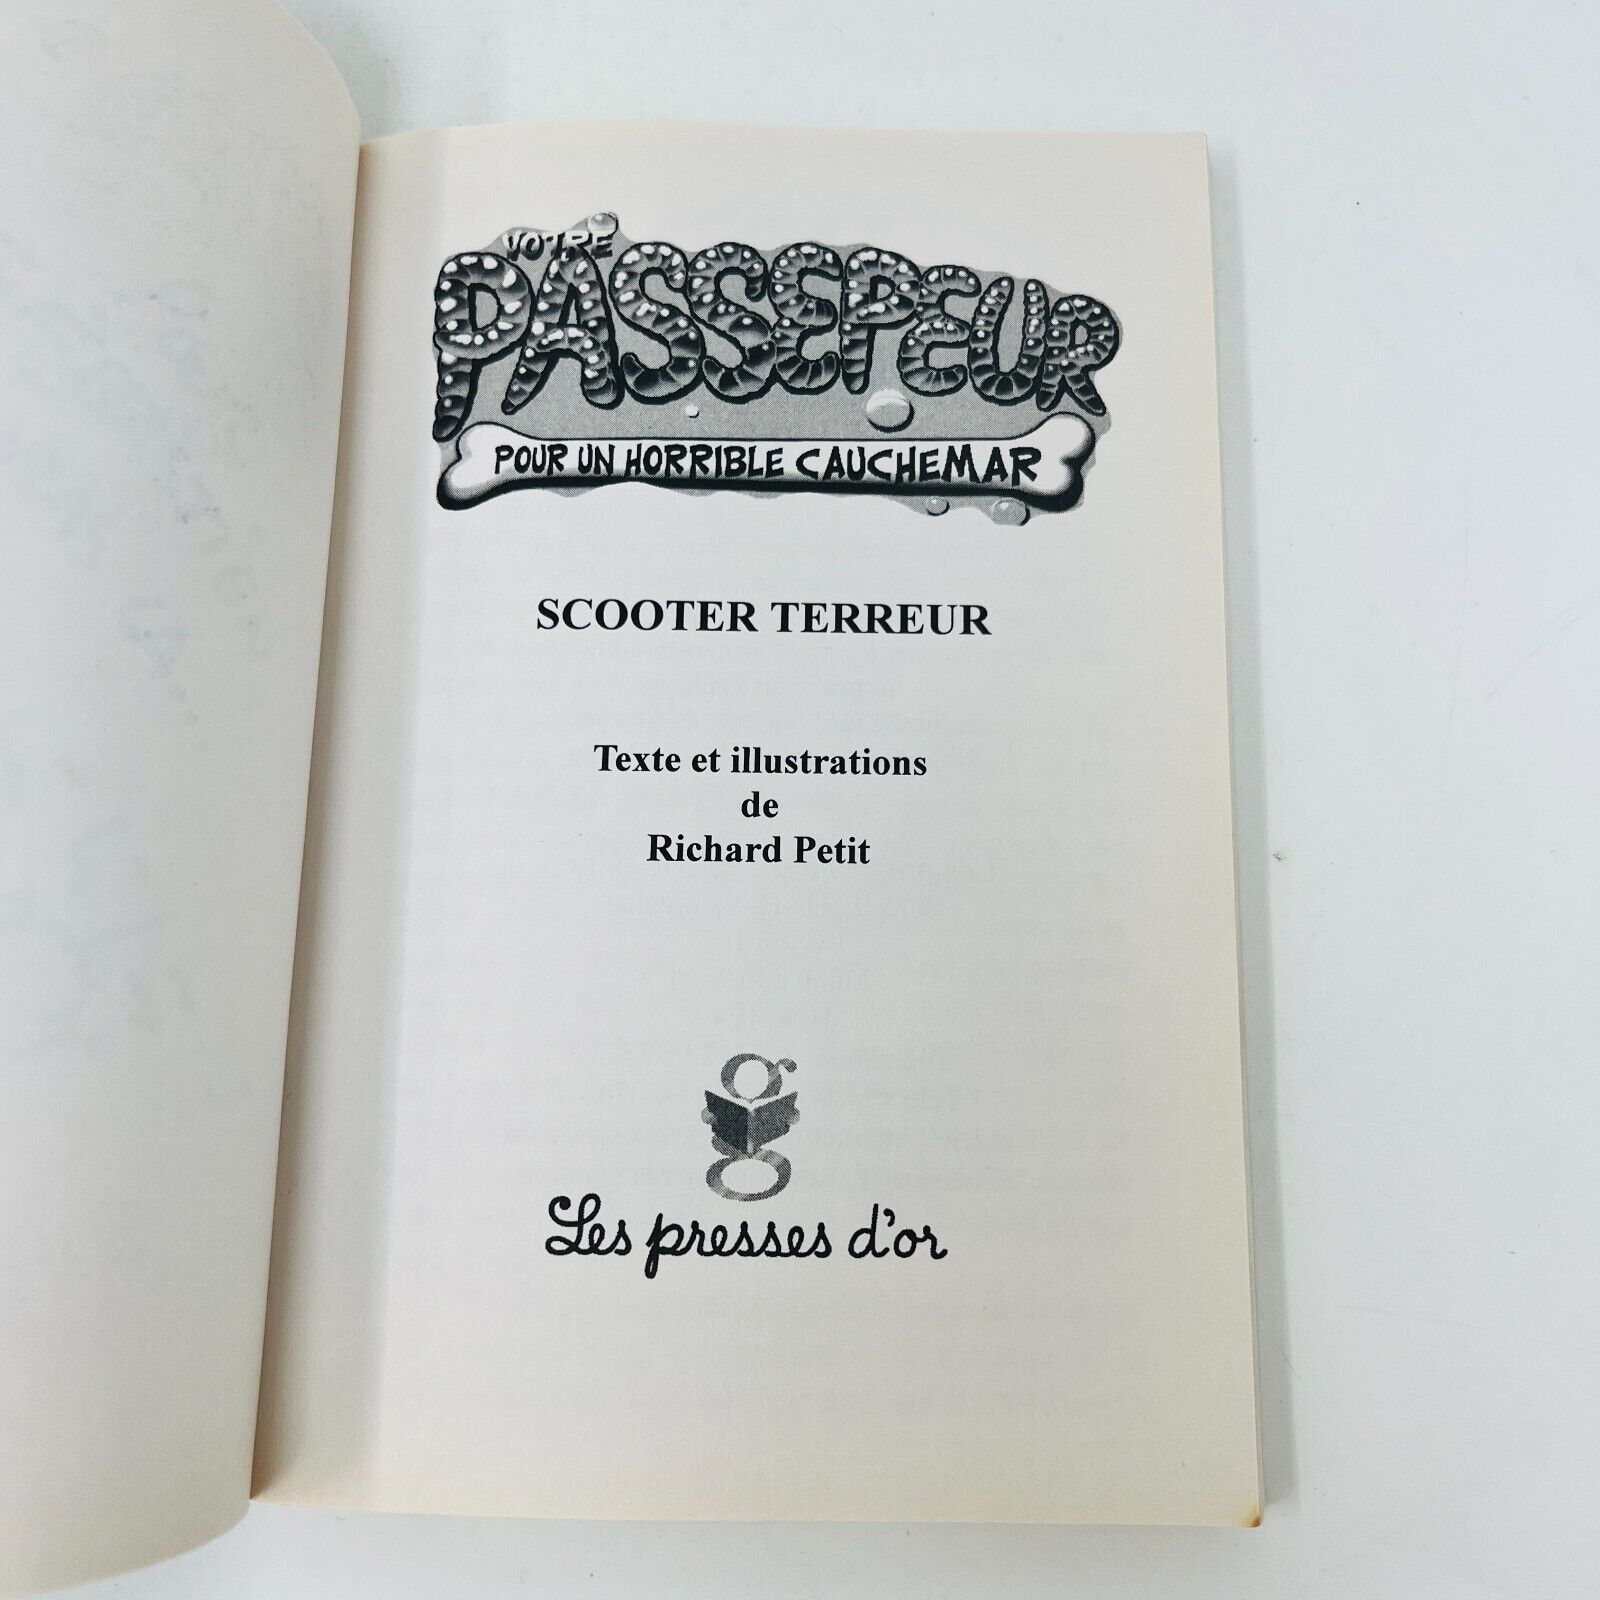 VOTRE
PASSEPEUR
POUR UN HORRIBLE CAUCHEMAR
SCOOTER TERREUR
Texte et illustrations
de
Richard Petit
Les presses d'or